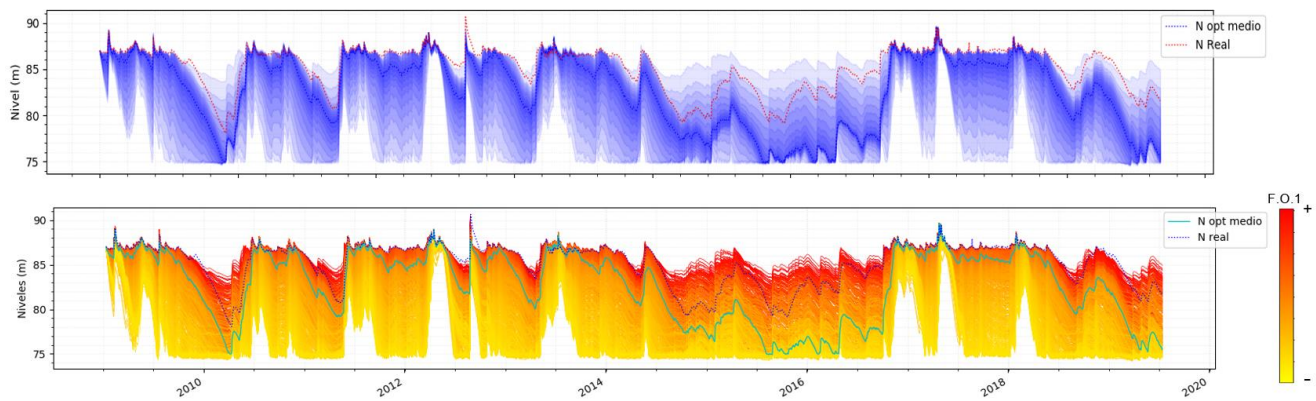 90
85
80
75
Nivel (m)
N opt medio
N Real
90
85
80
75
Niveles (m)
N opt medio
N real
2010
2012
2014
2016
2018
2020
F.O.1
+
-